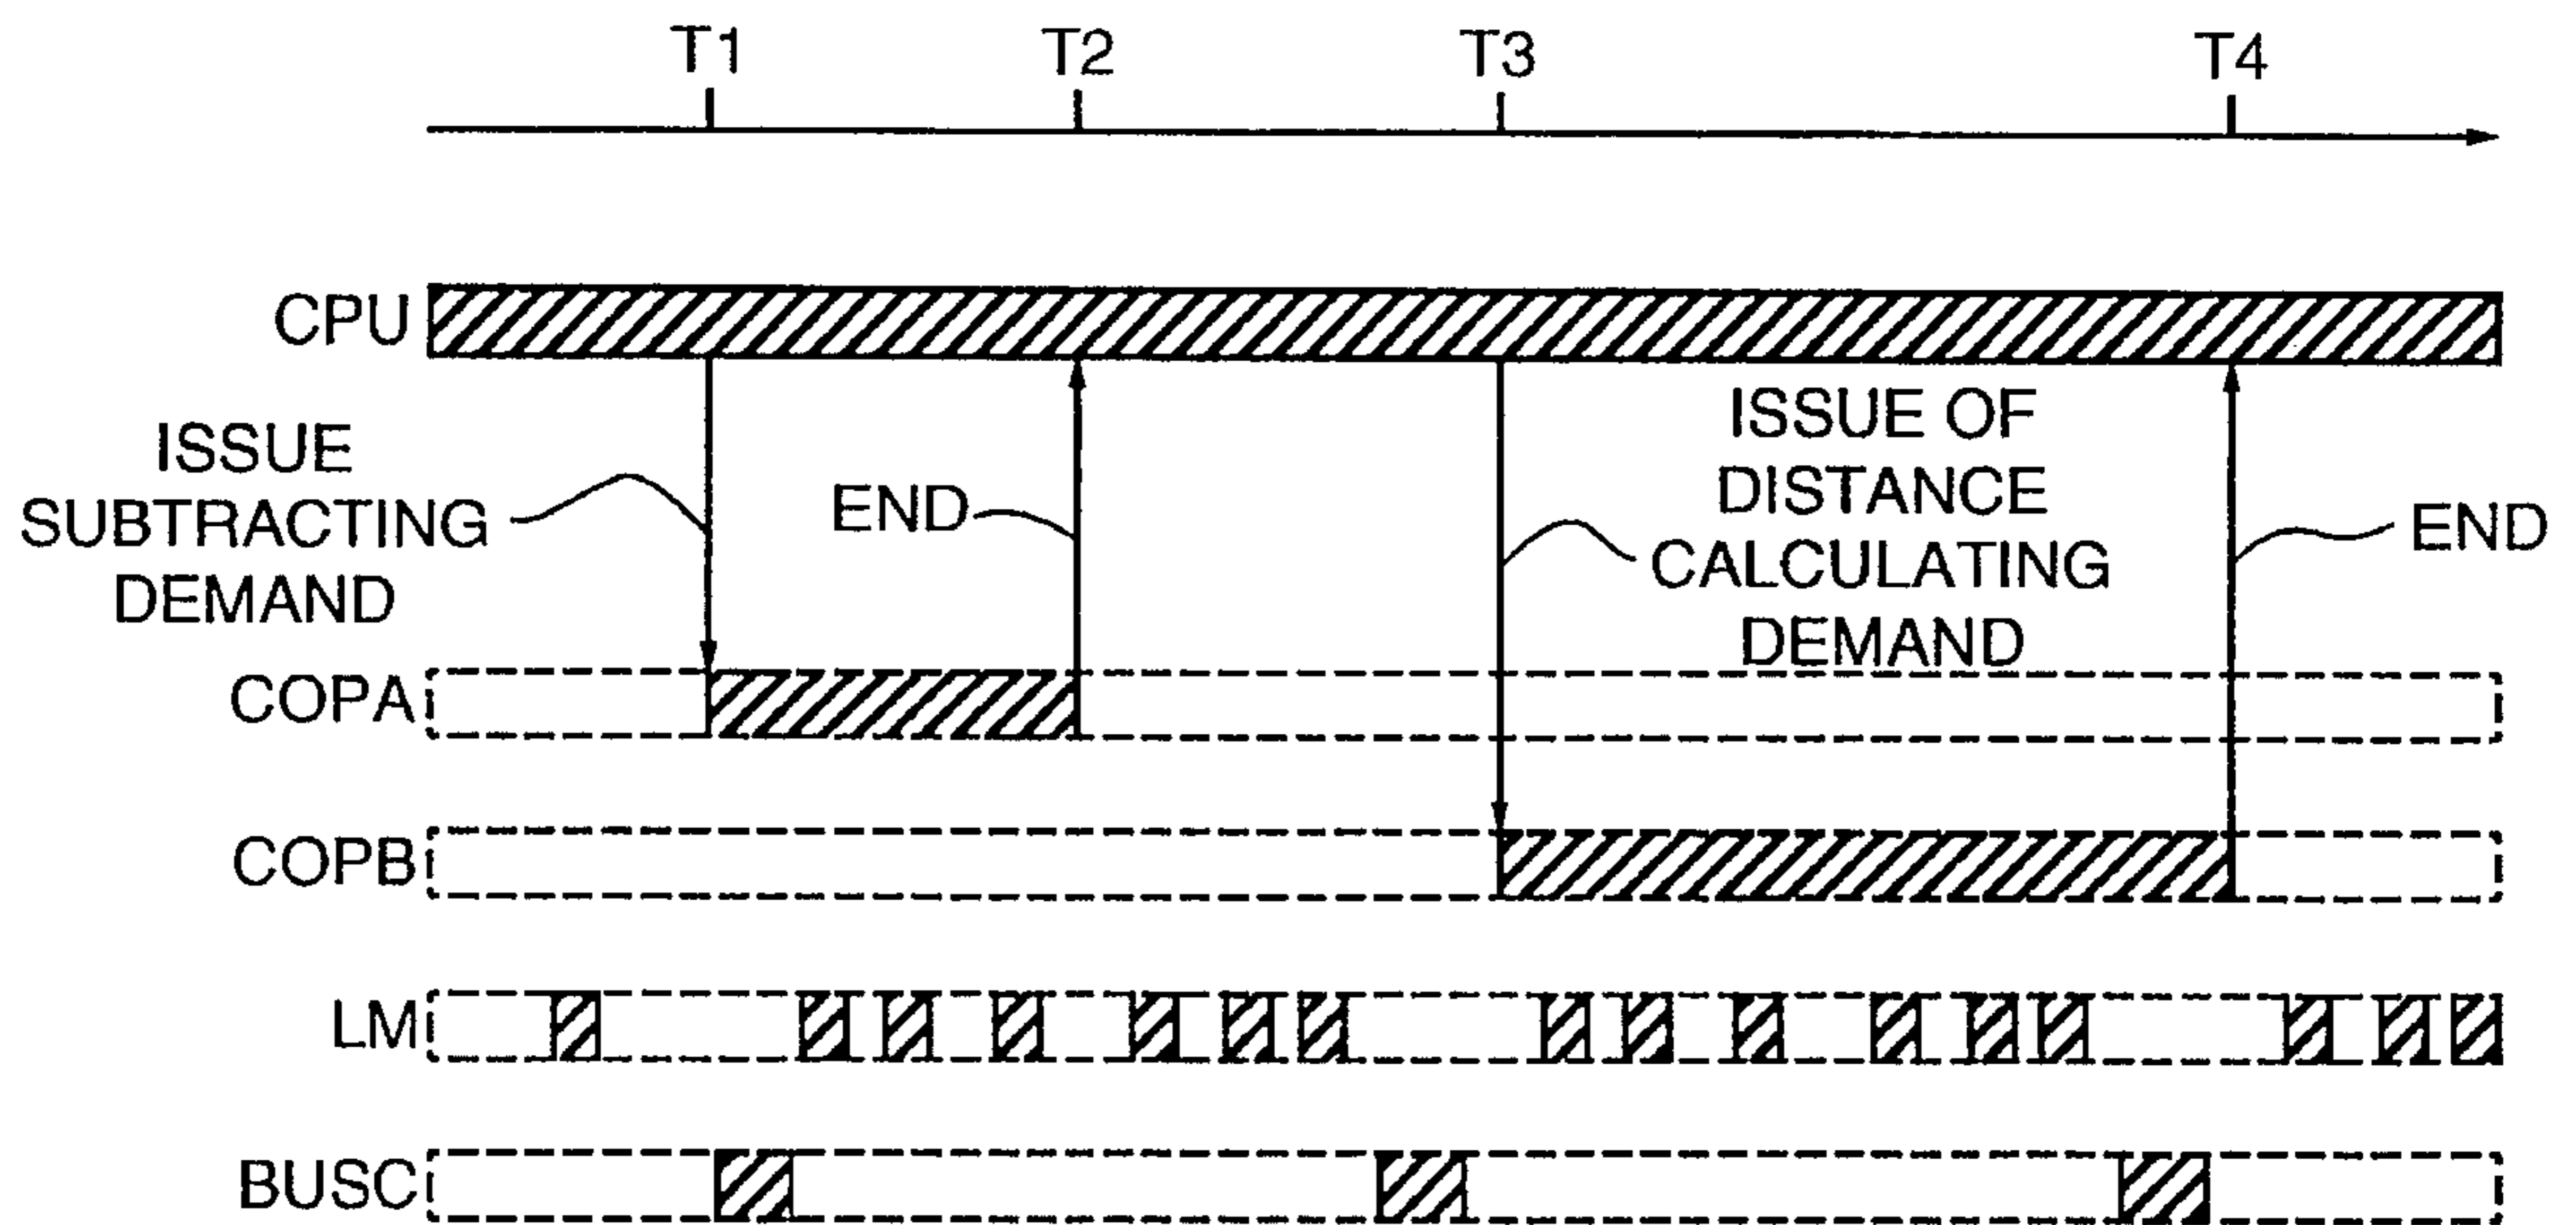 T1 T2 T3 T4
CPU
ISSUE
SUBTRACTING
DEMAND
END
ISSUE OF
DISTANCE
CALCULATING
DEMAND
END
COPA
COPB
LM
BUSC